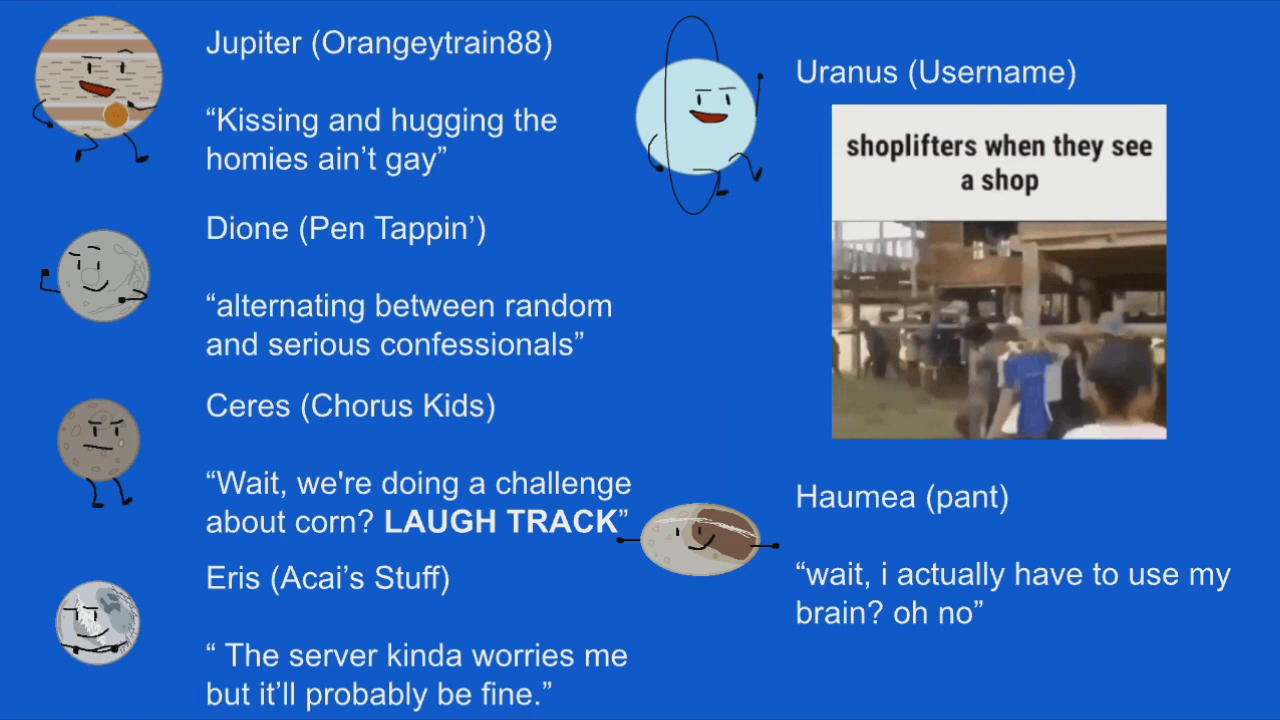 Jupiter (Orangeytrain88)
“Kissing and hugging the
homies ain’t gay”
Dione (Pen Tappin’)
“alternating between random
and serious confessionals”
Ceres (Chorus Kids)
“Wait, we're doing a challenge
about corn? LAUGH TRACK”
Eris (Acai’s Stuff)
“ The server kinda worries me
but it’ll probably be fine.”
Uranus (Username)
shoplifters when they see
a shop
Haumea (pant)
“wait, i actually have to use my
brain? oh no”